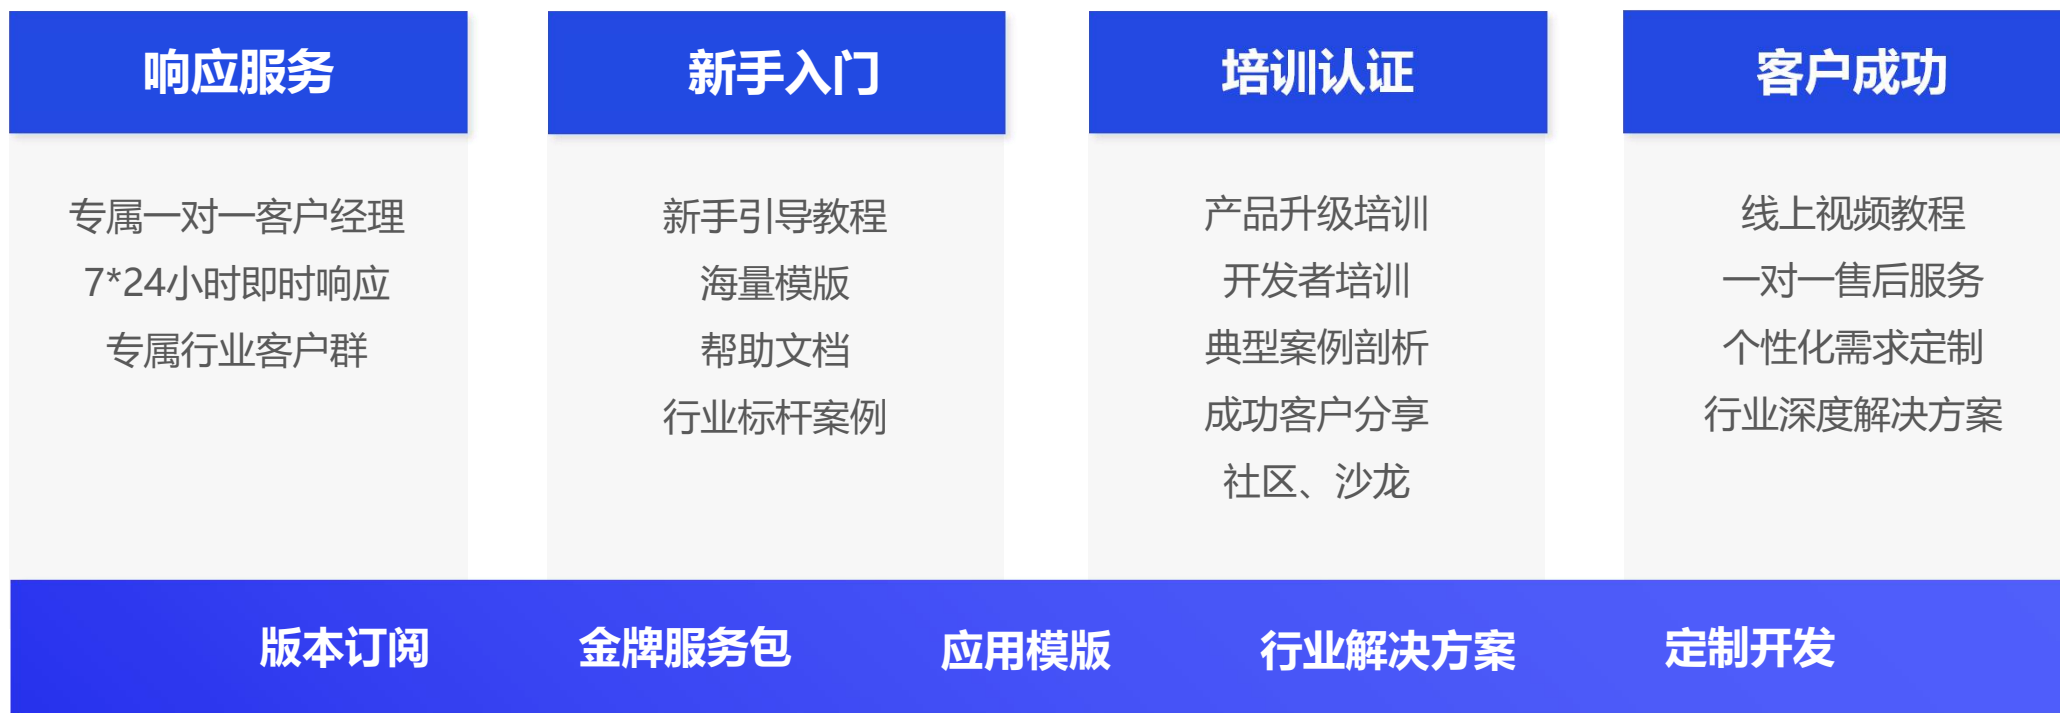 响应服务
专属一对一客户经理
7*24小时即时响应
专属行业客户群
新手入门
新手引导教程
海量模版
帮助文档
行业标杆案例
培训认证
产品升级培训
开发者培训
典型案例剖析
成功客户分享
社区、沙龙
客户成功
线上视频教程
一对一售后服务
个性化需求定制
行业深度解决方案
版本订阅
金牌服务包
应用模版
行业解决方案
定制开发